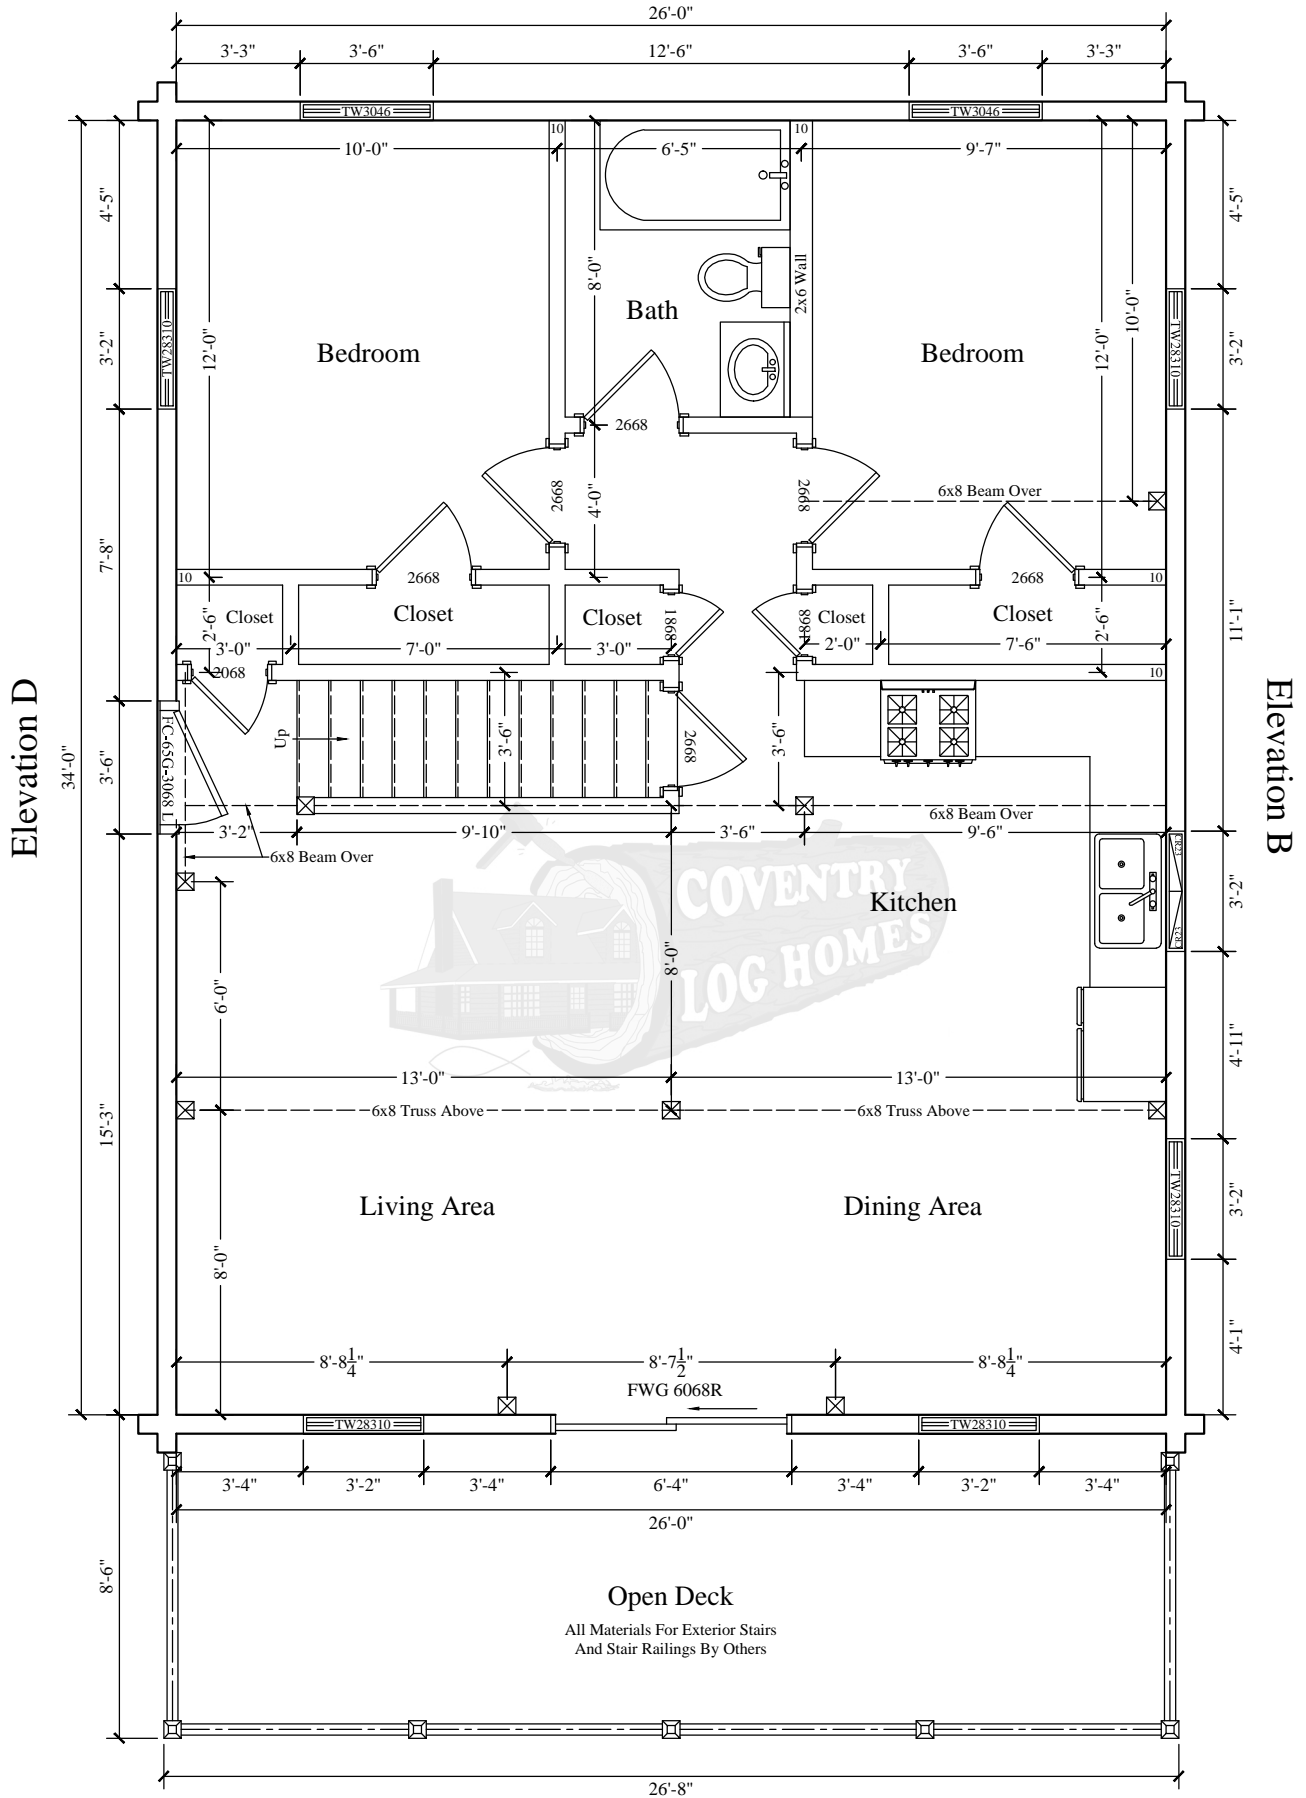 26'-0"
3'-3" 3'-6" 12'-6" 3'-6" 3'-3"
TW3046 TW3046
10 10
10'-0" 6'-5" 9'-7"
4'-5" 4'-5"
8'-0" 2x6 Wall 10'-0"
Bath
3'-2" TW28310 12'-0" Bedroom Bedroom 12'-0" TW28310 3'-2"
2668
2668 4'-0" 2668 6x8 Beam Over
7'-8"
10 2668 2668 10
2'-6" Closet Closet Closet 1868 1868 Closet Closet 2'-6" 11'-1"
3'-0" 7'-0" 3'-0" 2'-0" 7'-6"
2068 10
Elevation D 34'-0" 3'-6" FC-65G-3068 L Up 3'-6" 2668 3'-6" Elevation B
6x8 Beam Over
3'-2" 9'-10" 3'-6" 9'-6"
6x8 Beam Over
CR23
COVENTRY
LOG HOMES
Kitchen 3'-2"
CR23
8'-0"
6'-0"
4'-11"
13'-0" 13'-0"
15'-3" 6x8 Truss Above 6x8 Truss Above
Living Area Dining Area TW28310 3'-2"
8'-0"
4'-1"
8'-8 1/4" 8'-7 1/2" 8'-8 1/4"
FWG 6068R
TW28310 TW28310
3'-4" 3'-2" 3'-4" 6'-4" 3'-4" 3'-2" 3'-4"
26'-0"
8'-6"
Open Deck
All Materials For Exterior Stairs
And Stair Railings By Others
26'-8"